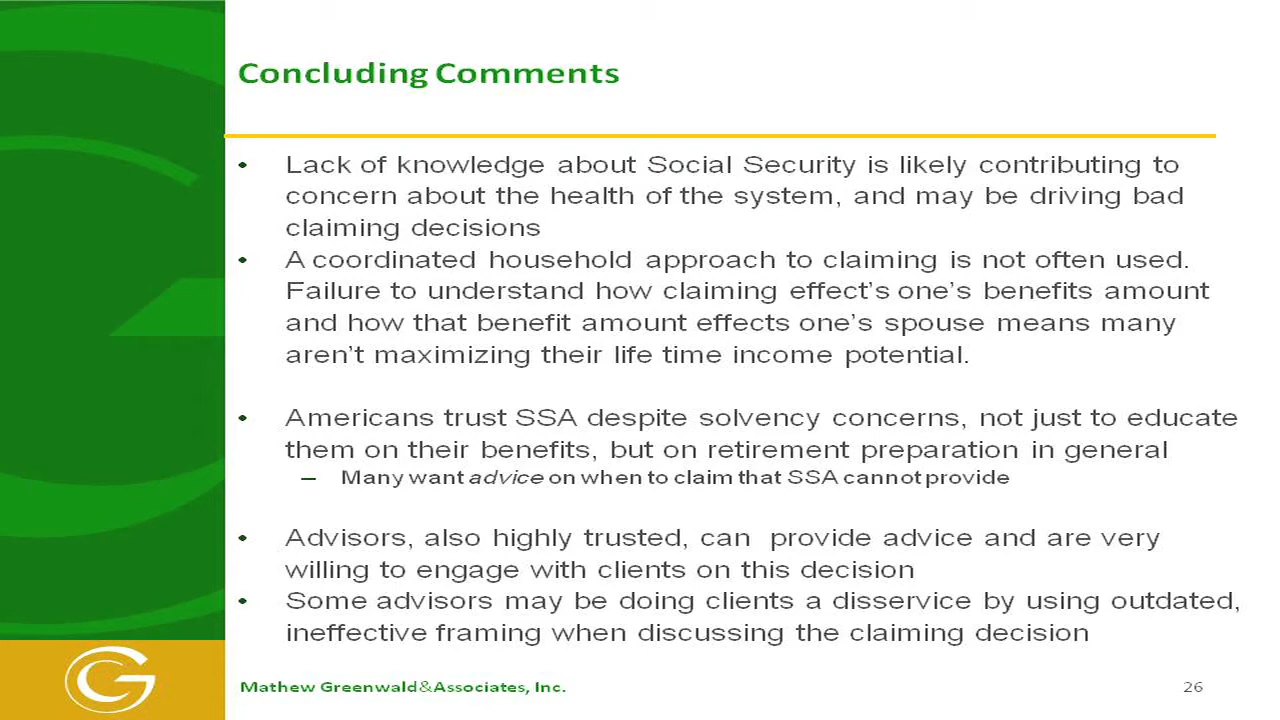 Concluding Comments
• Lack of knowledge about Social Security is likely contributing to
concern about the health of the system, and may be driving bad
claiming decisions
• A coordinated household approach to claiming is not often used.
Failure to understand how claiming effect's one's benefits amount
and how that benefit amount effects one's spouse means many
aren't maximizing their life time income potential.
• Americans trust SSA despite solvency concerns, not just to educate
them on their benefits, but on retirement preparation in general
– Many want advice on when to claim that SSA cannot provide
• Advisors, also highly trusted, can provide advice and are very
willing to engage with clients on this decision
• Some advisors may be doing clients a disservice by using outdated,
ineffective framing when discussing the claiming decision
Mathew Greenwald&Associates, Inc.
26